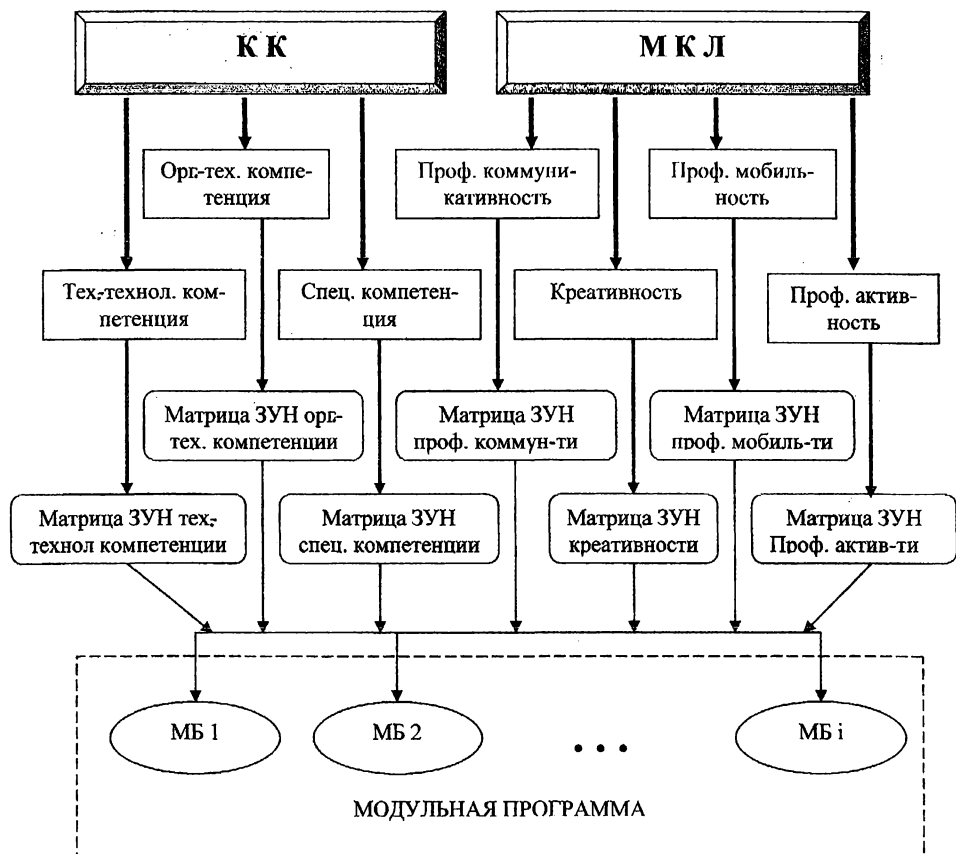 К К
М К Л
Орг.-тех. компе-
тенция
Проф. коммуни-
кативность
Проф. мобиль-
ность
Тех.-технол. ком-
петенция
Спец. компетен-
ция
Креативность
Проф. актив-
ность
Матрица ЗУН орг.-
тех. компетенции
Матрица ЗУН
проф. коммун-ти
Матрица ЗУН
проф. мобиль-ти
Матрица ЗУН тех.-
технол компетенции
Матрица ЗУН
спец. компетенции
Матрица ЗУН
креативности
Матрица ЗУН
Проф. актив-ти
МБ 1
МБ 2
• • •
МБ i
МОДУЛЬНАЯ ПРОГРАММА